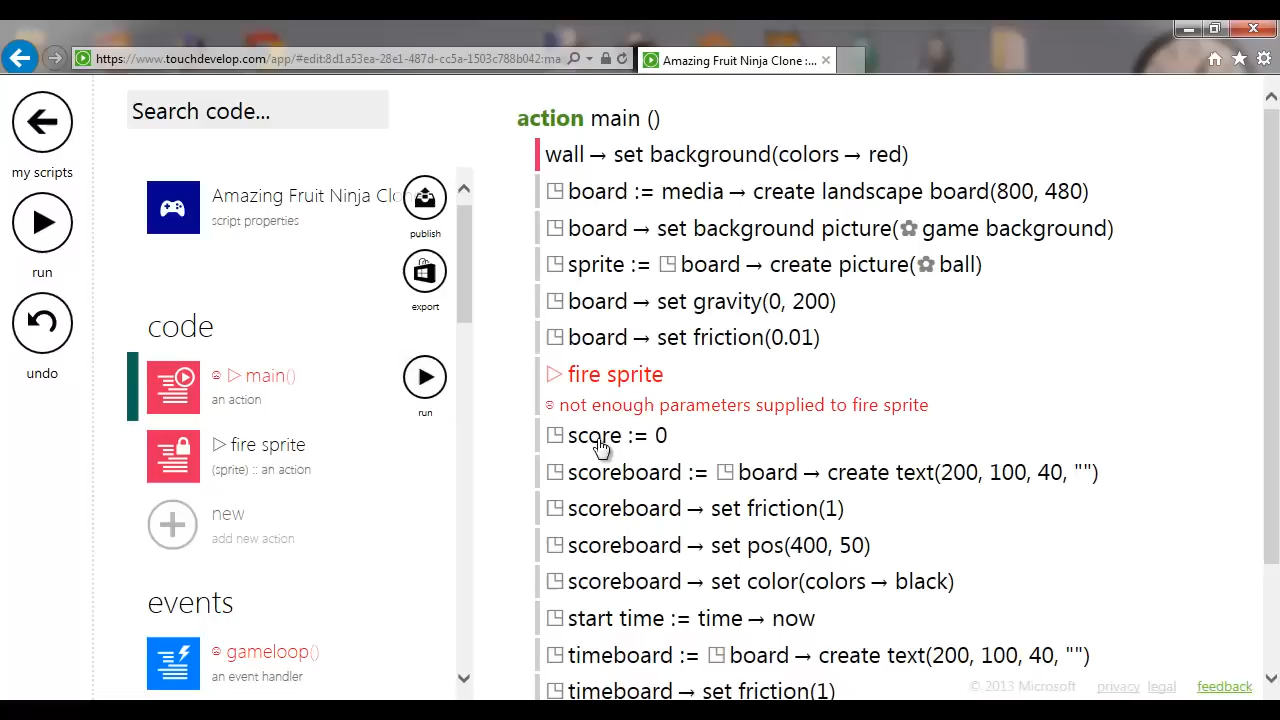 https://www.touchdevelop.com/app/#edit:8d1a53ea-28e1-487d-cc5a-1503c788b042:ma
Amazing Fruit Ninja Clone :...
my scripts
run
undo
Search code...
Amazing Fruit Ninja Clo
script properties
publish
export
code
▷ main()
an action
run
▷ fire sprite
(sprite) :: an action
new
add new action
events
gameloop()
an event handler
action main ()
wall → set background(colors → red)
board := media → create landscape board(800, 480)
board → set background picture(✿ game background)
sprite := board → create picture(✿ ball)
board → set gravity(0, 200)
board → set friction(0.01)
▷ fire sprite
not enough parameters supplied to fire sprite
score := 0
scoreboard := board → create text(200, 100, 40, "")
scoreboard → set friction(1)
scoreboard → set pos(400, 50)
scoreboard → set color(colors → black)
start time := time → now
timeboard := board → create text(200, 100, 40, "")
timeboard → set friction(1)
© 2013 Microsoft privacy legal feedback